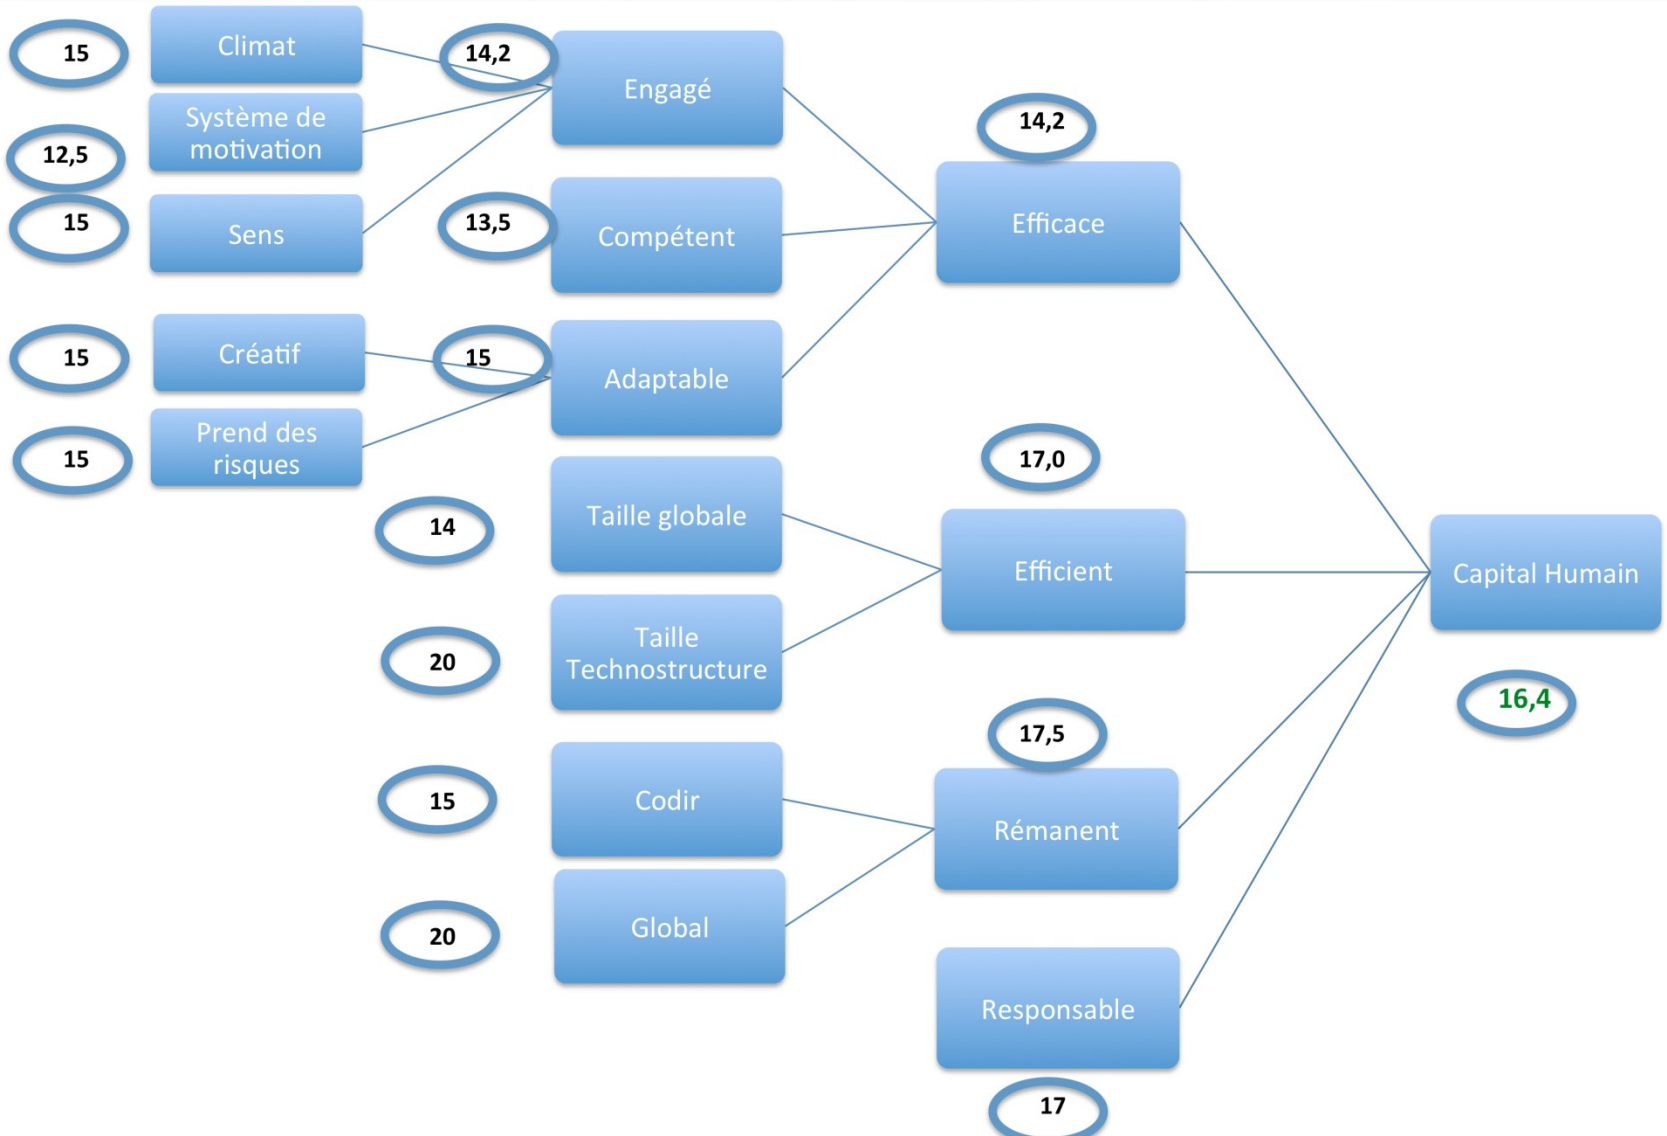 15
Climat
14,2
Engagé
Système de
motivation
12,5
15
Sens
13,5
Compétent
14,2
Efficace
15
Créatif
15
Adaptable
15
Prend des
risques
14
Taille globale
17,0
Efficient
20
Taille
Technostructure
Capital Humain
16,4
15
Codir
17,5
Rémanent
20
Global
Responsable
17